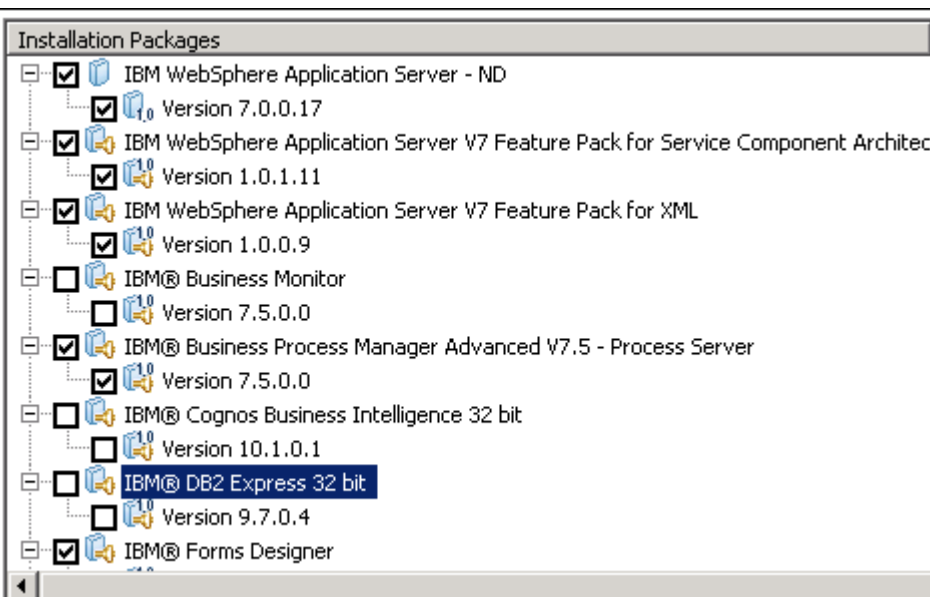 Installation Packages
IBM WebSphere Application Server - ND
Version 7.0.0.17
IBM WebSphere Application Server V7 Feature Pack for Service Component Architec
Version 1.0.1.11
IBM WebSphere Application Server V7 Feature Pack for XML
Version 1.0.0.9
IBM® Business Monitor
Version 7.5.0.0
IBM® Business Process Manager Advanced V7.5 - Process Server
Version 7.5.0.0
IBM® Cognos Business Intelligence 32 bit
Version 10.1.0.1
IBM® DB2 Express 32 bit
Version 9.7.0.4
IBM® Forms Designer